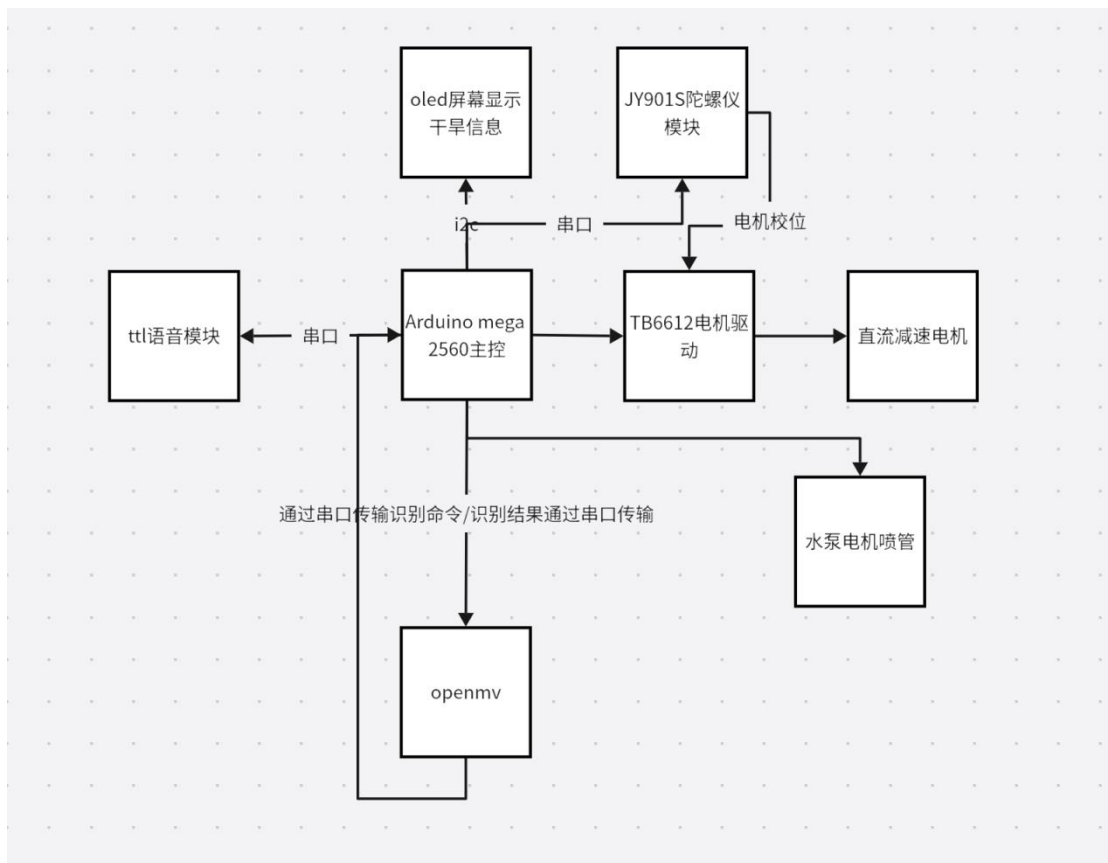 oled屏幕显示
干旱信息
JY901S陀螺仪
模块
i2c
串口
电机校位
ttl语音模块
串口
Arduino mega
2560主控
TB6612电机驱
动
直流减速电机
通过串口传输识别命令/识别结果通过串口传输
水泵电机喷管
openmv